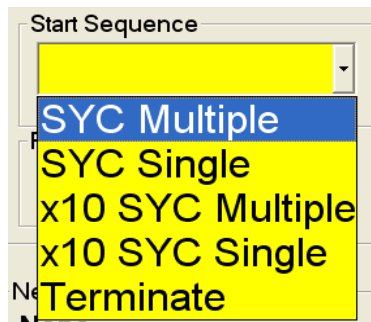 Start Sequence
SYC Multiple
SYC Single
x10 SYC Multiple
x10 SYC Single
Terminate